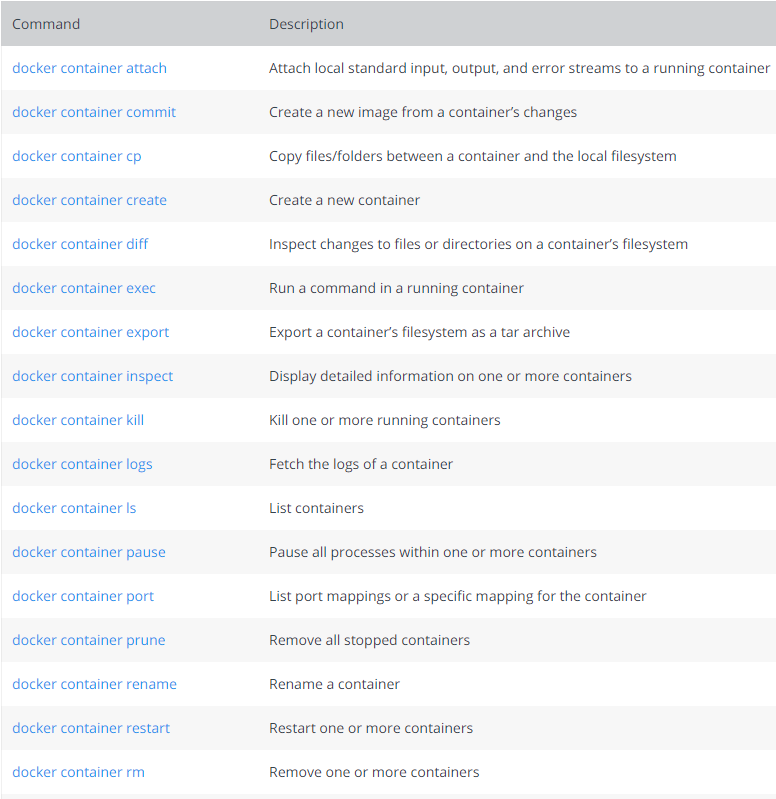 Command Description
docker container attach Attach local standard input, output, and error streams to a running container
docker container commit Create a new image from a container’s changes
docker container cp Copy files/folders between a container and the local filesystem
docker container create Create a new container
docker container diff Inspect changes to files or directories on a container’s filesystem
docker container exec Run a command in a running container
docker container export Export a container’s filesystem as a tar archive
docker container inspect Display detailed information on one or more containers
docker container kill Kill one or more running containers
docker container logs Fetch the logs of a container
docker container ls List containers
docker container pause Pause all processes within one or more containers
docker container port List port mappings or a specific mapping for the container
docker container prune Remove all stopped containers
docker container rename Rename a container
docker container restart Restart one or more containers
docker container rm Remove one or more containers